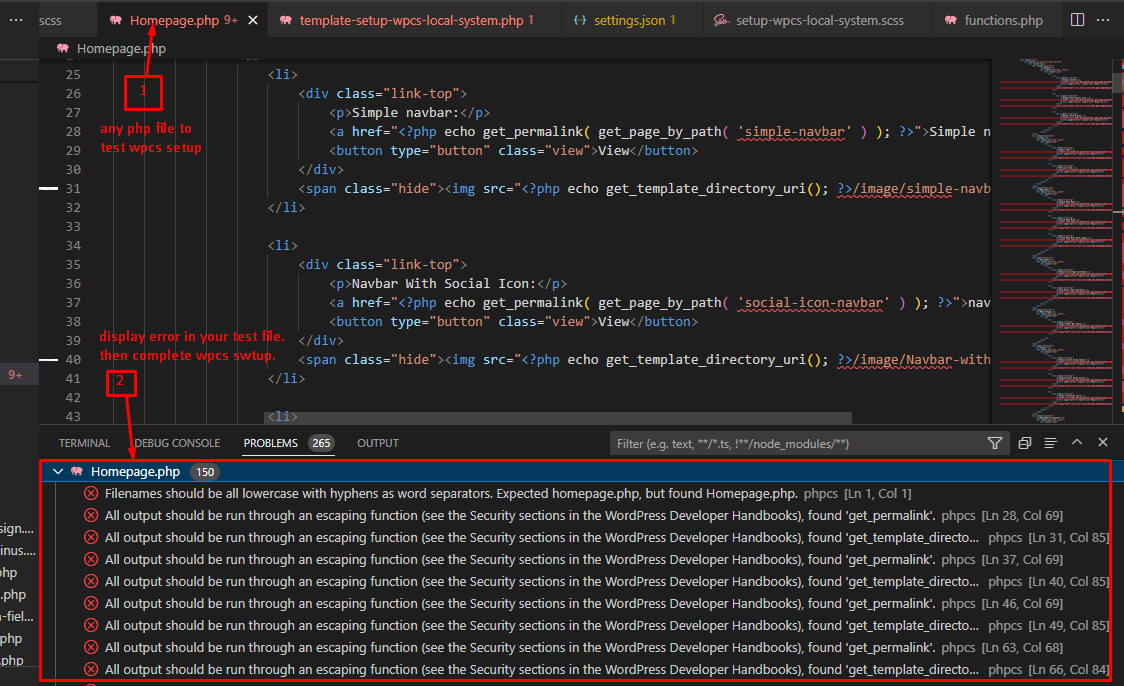 ··· scss Homepage.php 9+ template-setup-wpcs-local-system.php 1 settings.json 1 setup-wpcs-local-system.scss functions.php ···
Homepage.php
25 <li>
26 <div class="link-top">
27 <p>Simple navbar:</p>
28 <a href="<?php echo get_permalink( get_page_by_path( 'simple-navbar' ) ); ?>">Simple n
29 <button type="button" class="view">View</button>
30 </div>
31 <span class="hide"><img src="<?php echo get_template_directory_uri(); ?>/image/simple-navb
32 </li>
33
34 <li>
35 <div class="link-top">
36 <p>Navbar With Social Icon:</p>
37 <a href="<?php echo get_permalink( get_page_by_path( 'social-icon-navbar' ) ); ?>">nav
38 <button type="button" class="view">View</button>
39 </div>
40 <span class="hide"><img src="<?php echo get_template_directory_uri(); ?>/image/Navbar-with
41 </li>
42
43 <li>
1
any php file to
test wpcs setup
display error in your test file.
then complete wpcs swtup.
2
9+
TERMINAL DEBUG CONSOLE PROBLEMS 265 OUTPUT Filter (e.g. text, **/*.ts, !**/node_modules/**)
Homepage.php 150
Filenames should be all lowercase with hyphens as word separators. Expected homepage.php, but found Homepage.php. phpcs [Ln 1, Col 1]
All output should be run through an escaping function (see the Security sections in the WordPress Developer Handbooks), found 'get_permalink'. phpcs [Ln 28, Col 69]
All output should be run through an escaping function (see the Security sections in the WordPress Developer Handbooks), found 'get_template_directo... phpcs [Ln 31, Col 85]
All output should be run through an escaping function (see the Security sections in the WordPress Developer Handbooks), found 'get_permalink'. phpcs [Ln 37, Col 69]
All output should be run through an escaping function (see the Security sections in the WordPress Developer Handbooks), found 'get_template_directo... phpcs [Ln 40, Col 85]
All output should be run through an escaping function (see the Security sections in the WordPress Developer Handbooks), found 'get_permalink'. phpcs [Ln 46, Col 69]
All output should be run through an escaping function (see the Security sections in the WordPress Developer Handbooks), found 'get_template_directo... phpcs [Ln 49, Col 85]
All output should be run through an escaping function (see the Security sections in the WordPress Developer Handbooks), found 'get_permalink'. phpcs [Ln 63, Col 68]
All output should be run through an escaping function (see the Security sections in the WordPress Developer Handbooks), found 'get_template_directo... phpcs [Ln 66, Col 84]
sign....
inus....
php
.php
-fiel...
php
.php